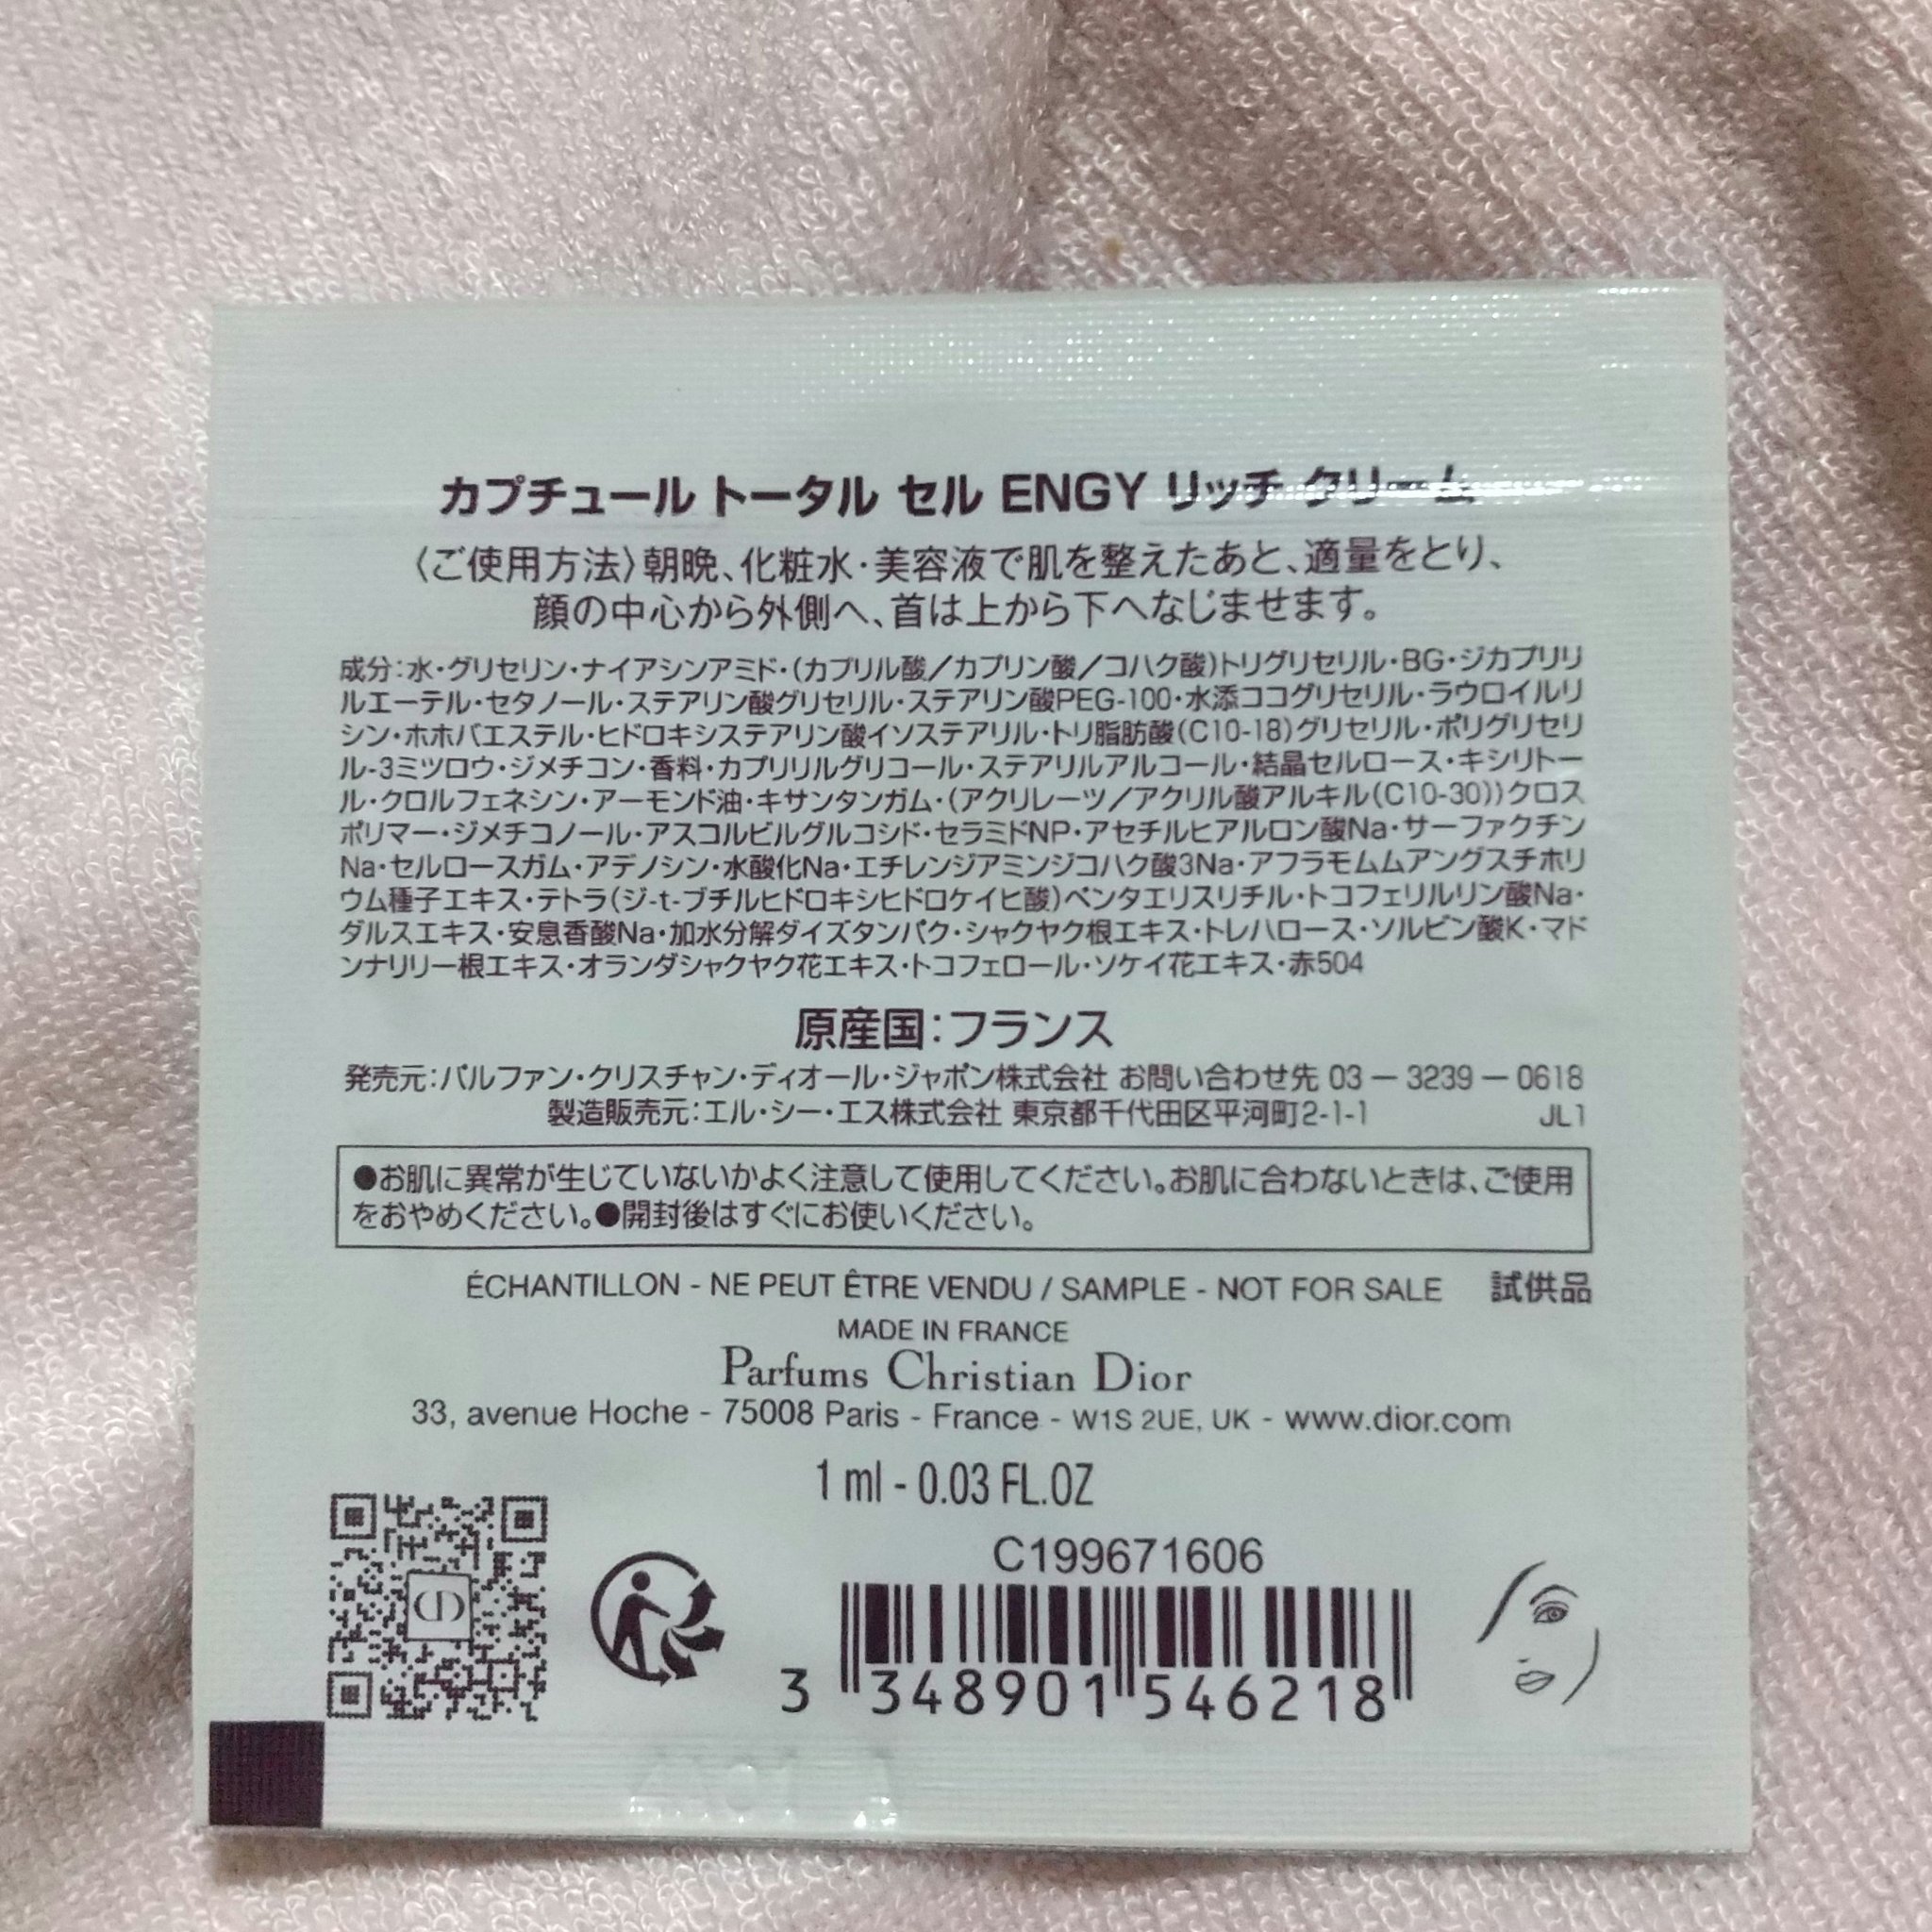 カプチュール トータル セル ENGY リッチ クリーム
〈ご使用方法〉朝晩、化粧水・美容液で肌を整えたあと、適量をとり、
顔の中心から外側へ、首は上から下へなじませます。
成分：水・グリセリン・ナイアシンアミド・(カプリル酸／カプリン酸／コハク酸)トリグリセリル・BG・ジカプリリ
ルエーテル・セタノール・ステアリン酸グリセリル・ステアリン酸PEG-100・水添ココグリセリル・ラウロイルリ
シン・ホホバエステル・ヒドロキシステアリン酸イソステアリル・トリ脂肪酸(C10-18)グリセリル・ポリグリセリ
ル-3ミツロウ・ジメチコン・香料・カプリリルグリコール・ステアリルアルコール・結晶セルロース・キシリトー
ル・クロルフェネシン・アーモンド油・キサンタンガム・(アクリレーツ／アクリル酸アルキル(C10-30))クロス
ポリマー・ジメチコノール・アスコルビルグルコシド・セラミドNP・アセチルヒアルロン酸Na・サーファクチン
Na・セルロースガム・アデノシン・水酸化Na・エチレンジアミンジコハク酸3Na・アフラモムムアングスチホリ
ウム種子エキス・テトラ(ジ-t-ブチルヒドロキシヒドロケイヒ酸)ペンタエリスリチル・トコフェリルリン酸Na・
ダルスエキス・安息香酸Na・加水分解ダイズタンパク・シャクヤク根エキス・トレハロース・ソルビン酸K・マド
ンナリリー根エキス・オランダシャクヤク花エキス・トコフェロール・ソケイ花エキス・赤504
原産国：フランス
発売元：パルファン・クリスチャン・ディオール・ジャポン株式会社 お問い合わせ先 03 － 3239 － 0618
製造販売元：エル・シー・エス株式会社 東京都千代田区平河町2-1-1 JL1
●お肌に異常が生じていないかよく注意して使用してください。お肌に合わないときは、ご使用
をおやめください。●開封後はすぐにお使いください。
ÉCHANTILLON - NE PEUT ÊTRE VENDU / SAMPLE - NOT FOR SALE 試供品
MADE IN FRANCE
Parfums Christian Dior
33, avenue Hoche - 75008 Paris - France - W1S 2UE, UK - www.dior.com
1 ml - 0.03 FL.OZ
C199671606
3 348901 546218